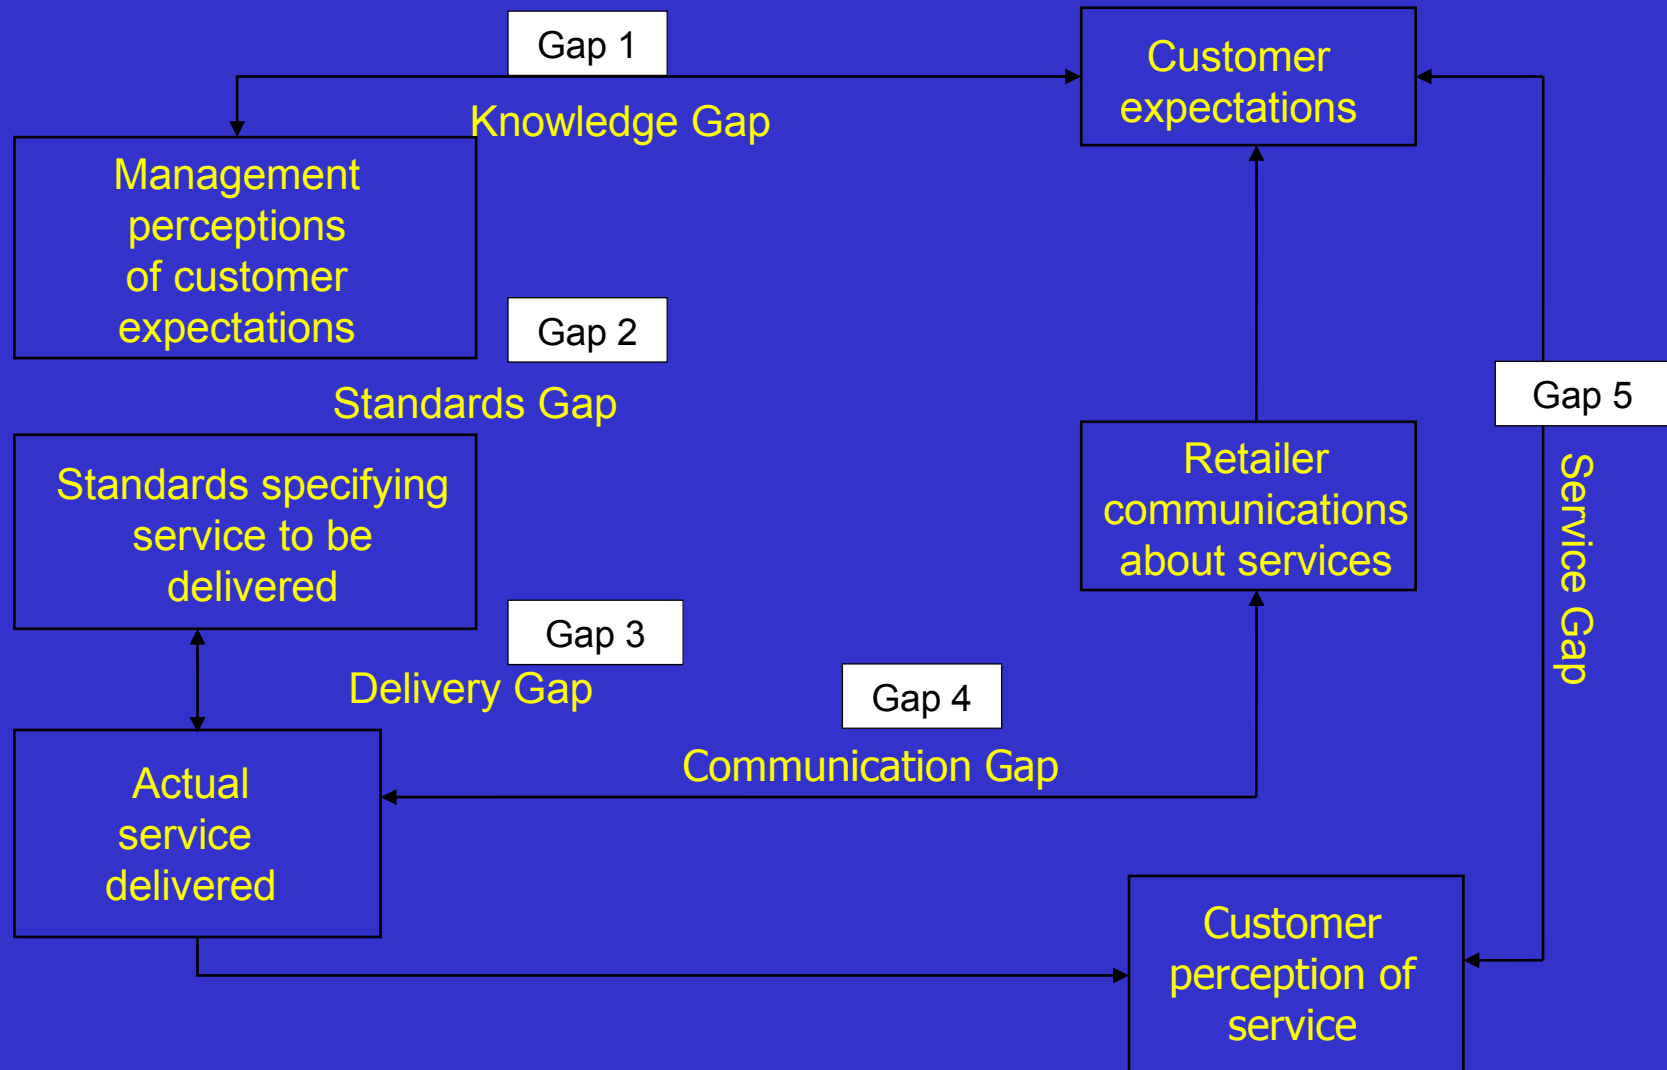 Gap 1
Knowledge Gap
Customer
expectations
Management
perceptions
of customer
expectations
Gap 2
Standards Gap
Standards specifying
service to be
delivered
Gap 3
Delivery Gap
Retailer
communications
about services
Gap 5
Service Gap
Gap 4
Communication Gap
Actual
service
delivered
Customer
perception of
service